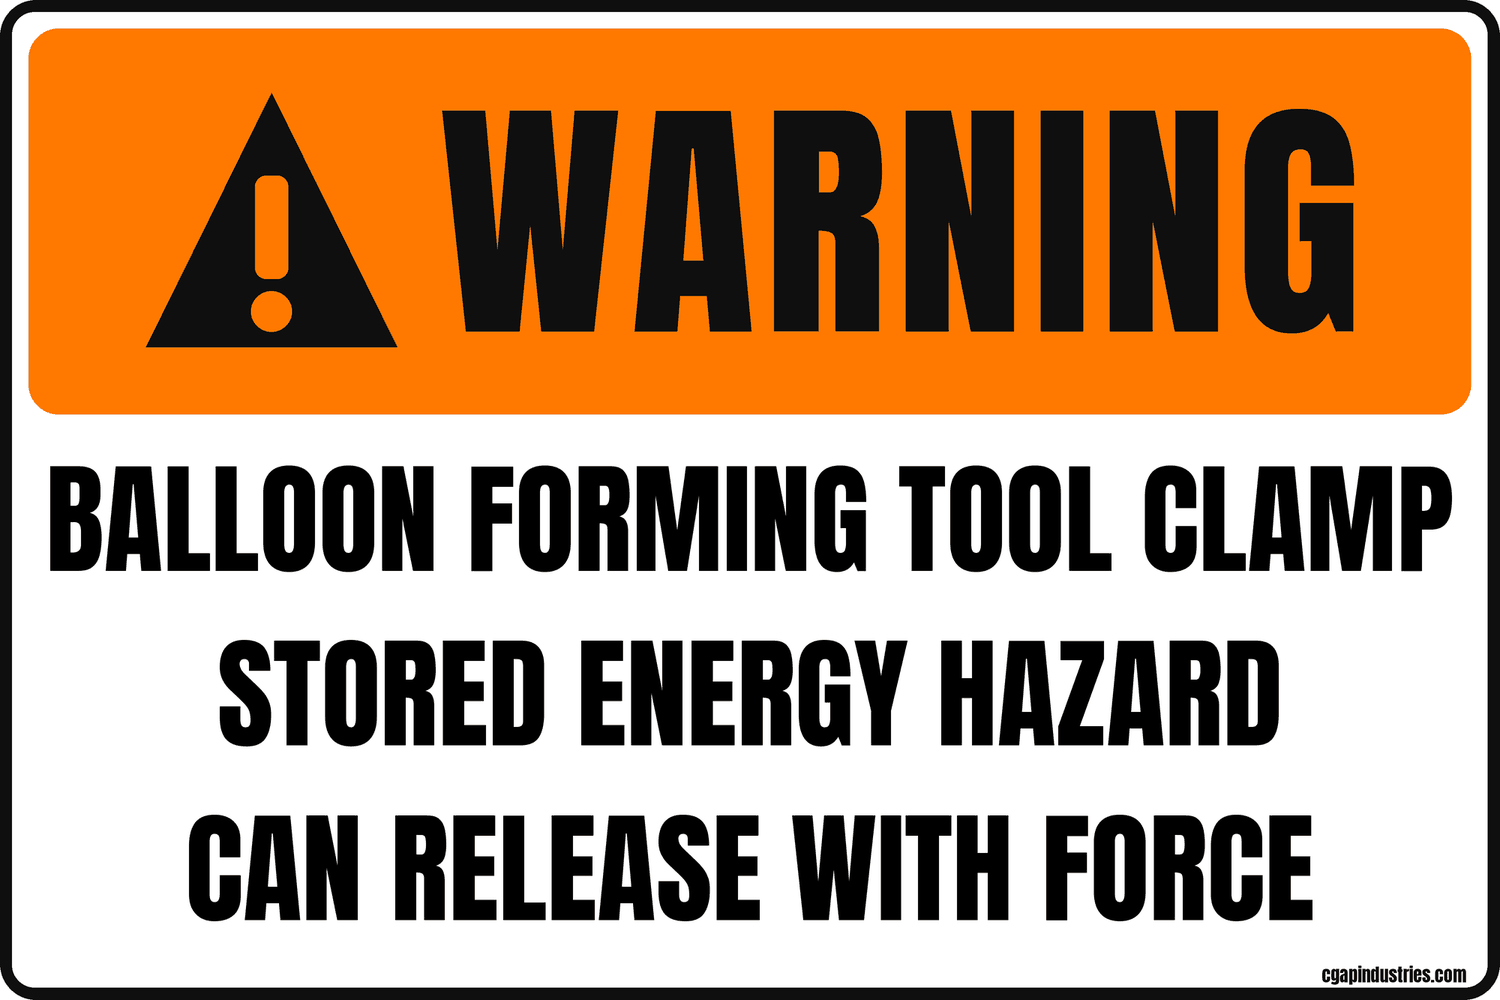 WARNING
BALLOON FORMING TOOL CLAMP
STORED ENERGY HAZARD
CAN RELEASE WITH FORCE
cgapindustries.com